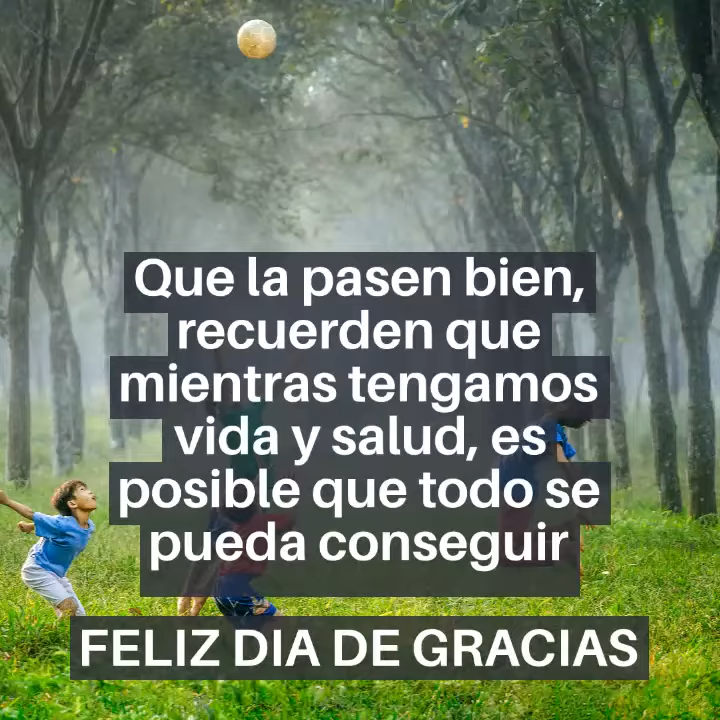 Que la pasen bien,
recuerden que
mientras tengamos
vida y salud, es
posible que todo se
pueda conseguir
FELIZ DIA DE GRACIAS